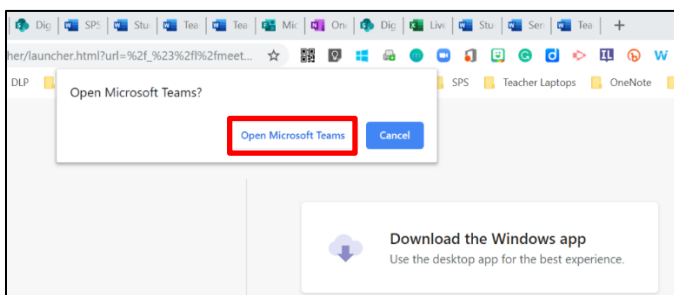 Dig SPS Stu Tea Tea Mic One Dig Live Stu Sen Tea +
her/launcher.html?url=%2f_%23%2fl%2fmeet...
DLP SPS Teacher Laptops OneNote
Open Microsoft Teams?
Open Microsoft Teams Cancel
Download the Windows app
Use the desktop app for the best experience.